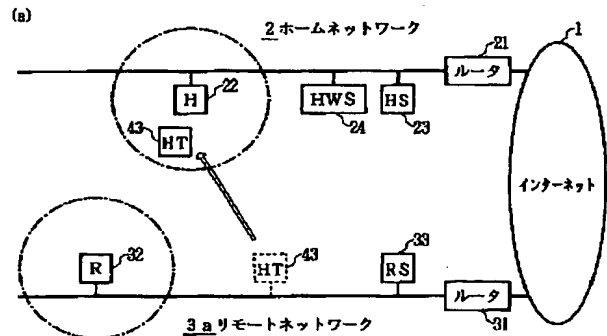 (a)
2 ホームネットワーク
21
1
ルータ
H
22
HWS
24
HS
23
43
HT
インターネット
R
32
HT
43
RS
33
ルータ
31
3a リモートネットワーク